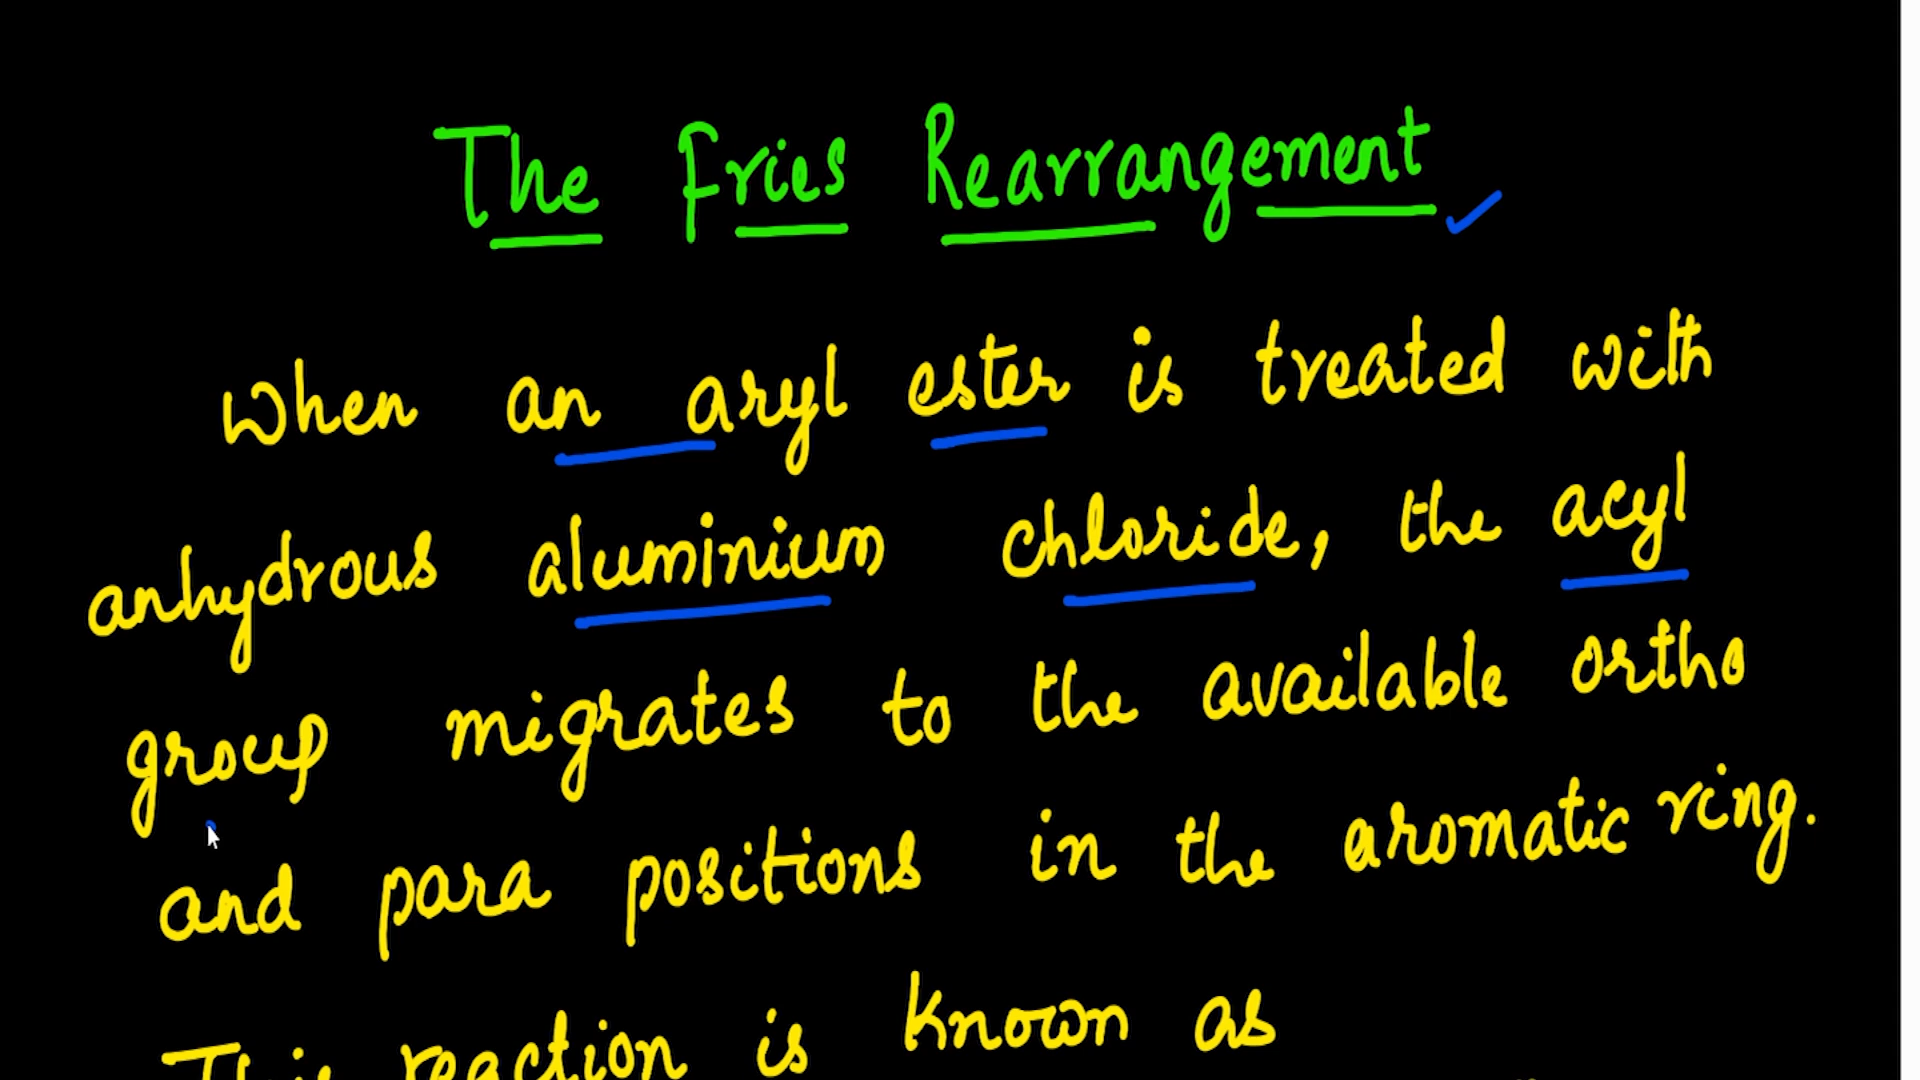 The Fries Rearrangement
When an aryl ester is treated with
anhydrous aluminium chloride, the acyl
group migrates to the available ortho
and para positions in the aromatic ring.
This reaction is known as